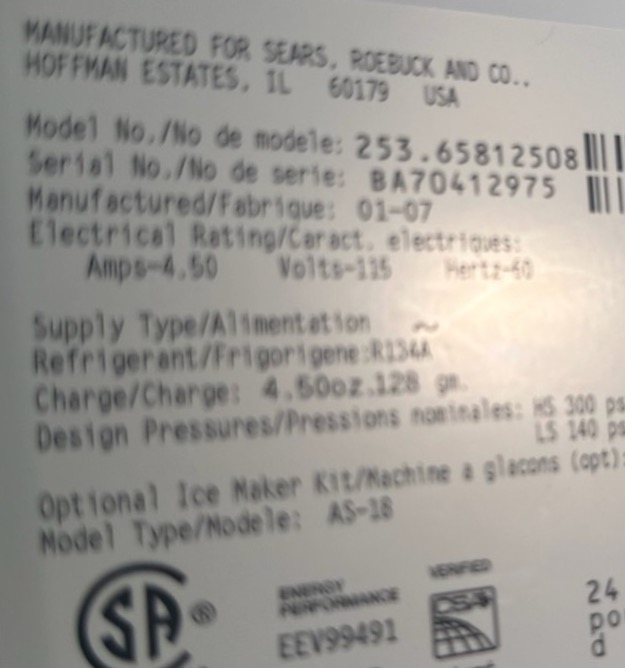 MANUFACTURED FOR SEARS, ROEBUCK AND CO.,
HOFFMAN ESTATES, IL 60179 USA
Model No./No de modele: 253.65812508
Serial No./No de serie: BA70412975
Manufactured/Fabrique: 01-07
Electrical Rating/Caract. electriques:
Amps-4.50 Volts-115 Hertz-60
Supply Type/Alimentation ~
Refrigerant/Frigorigene:R134A
Charge/Charge: 4.50oz.128 gm.
Design Pressures/Pressions nominales: HS 300 ps
LS 140 ps
Optional Ice Maker Kit/Machine a glacons (opt):
Model Type/Modele: AS-18
SA ®
ENERGY
PERFORMANCE
EEV99491
VERIFIED
CSA
24
po
d